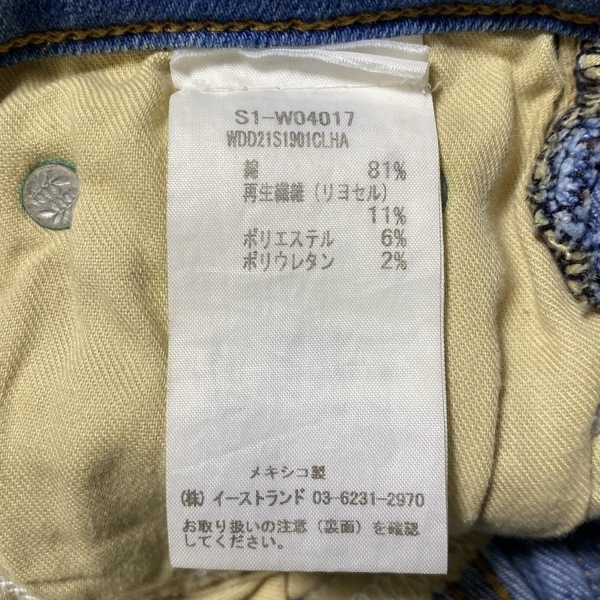 S1-W04017
WDD21S1901CLHA
綿 81%
再生繊維 (リヨセル)
11%
ポリエステル 6%
ポリウレタン 2%
メキシコ製
(株) イーストランド 03-6231-2970
お取り扱いの注意 (裏面) を確認
してください。